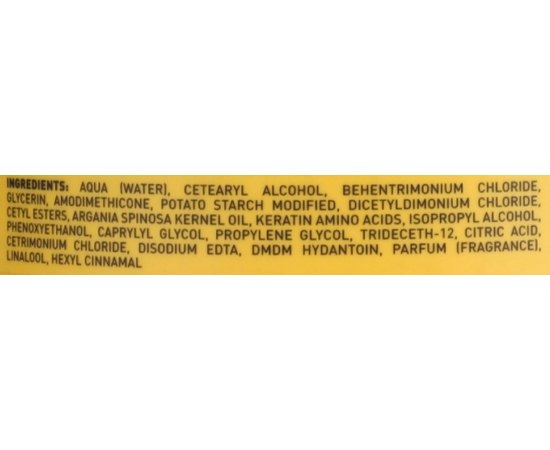 INGREDIENTS: AQUA (WATER), CETEARYL ALCOHOL, BEHENTRIMONIUM CHLORIDE,
GLYCERIN, AMODIMETHICONE, POTATO STARCH MODIFIED, DICETYLDIMONIUM CHLORIDE,
CETYL ESTERS, ARGANIA SPINOSA KERNEL OIL, KERATIN AMINO ACIDS, ISOPROPYL ALCOHOL,
PHENOXYETHANOL, CAPRYLYL GLYCOL, PROPYLENE GLYCOL, TRIDECETH-12, CITRIC ACID,
CETRIMONIUM CHLORIDE, DISODIUM EDTA, DMDM HYDANTOIN, PARFUM (FRAGRANCE),
LINALOOL, HEXYL CINNAMAL